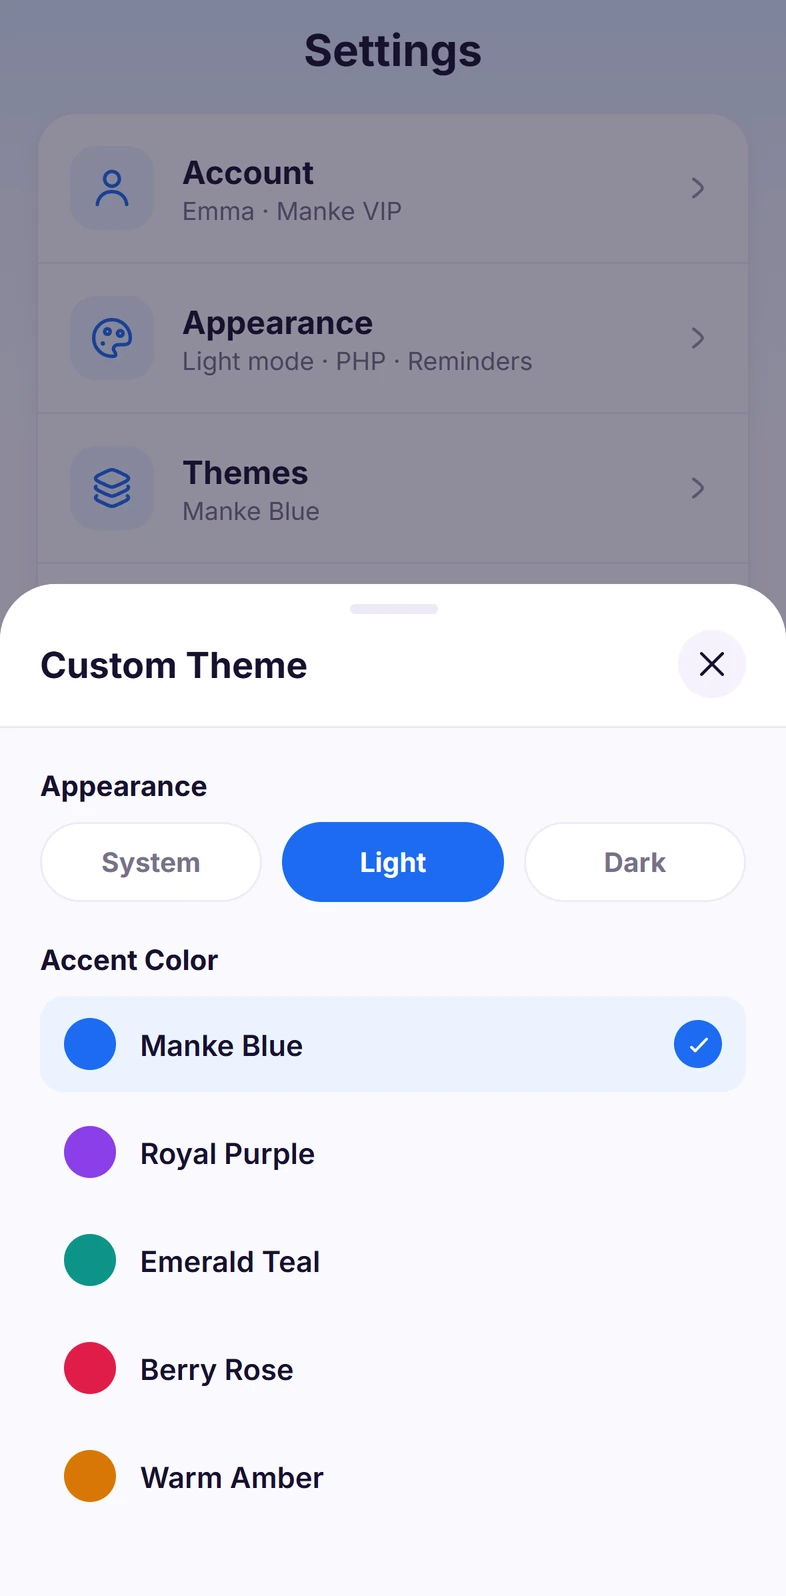 Settings
Account
Emma · Manke VIP
Appearance
Light mode · PHP · Reminders
Themes
Manke Blue
Custom Theme
Appearance
System
Light
Dark
Accent Color
Manke Blue
Royal Purple
Emerald Teal
Berry Rose
Warm Amber